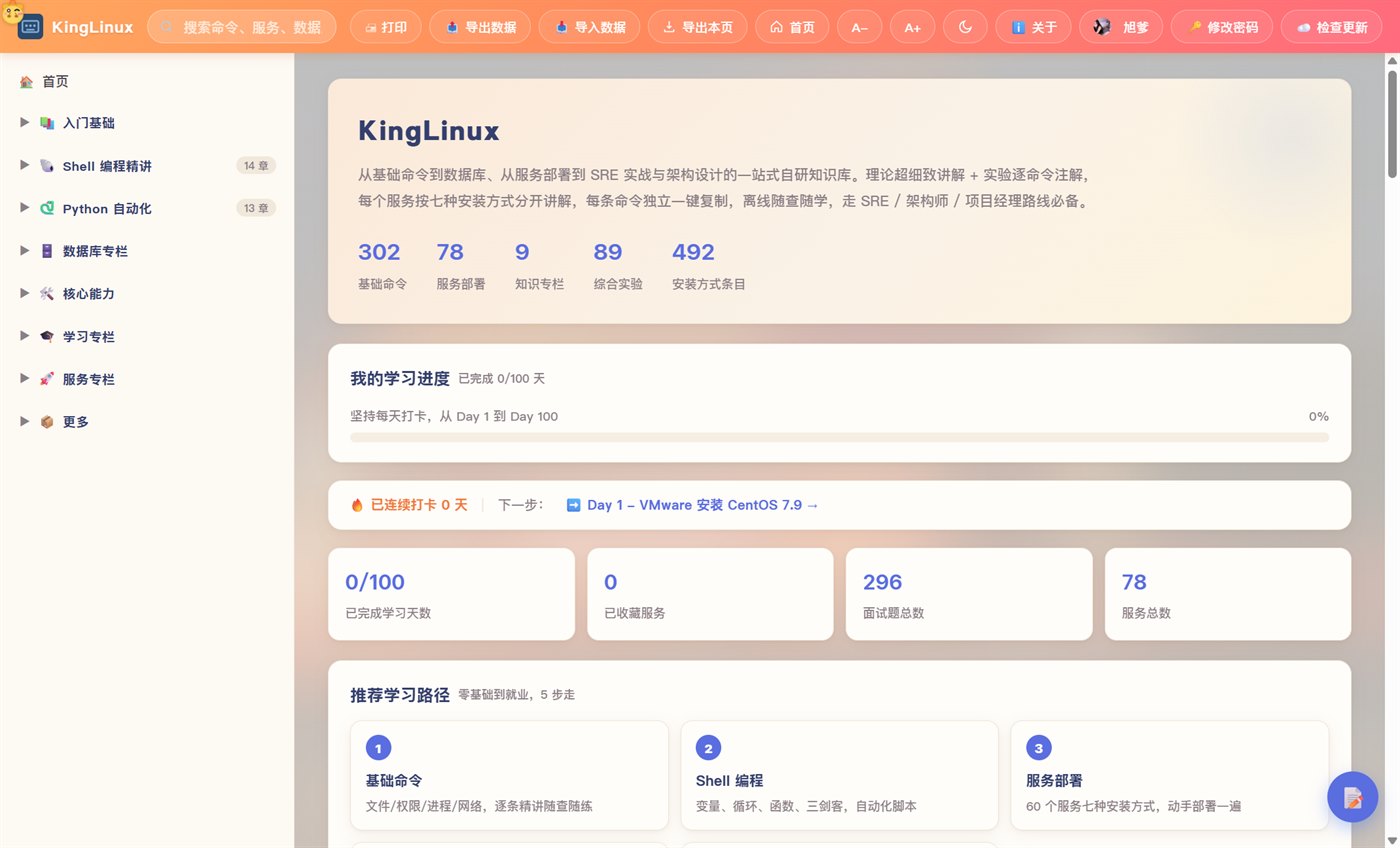 KingLinux
搜索命令、服务、数据
打印
导出数据
导入数据
导出本页
首页
A−
A+
关于
旭爹
修改密码
检查更新
首页
入门基础
Shell 编程精讲
14 章
Python 自动化
13 章
数据库专栏
核心能力
学习专栏
服务专栏
更多
KingLinux
从基础命令到数据库、从服务部署到 SRE 实战与架构设计的一站式自研知识库。理论超细致讲解 + 实验逐命令注解，
每个服务按七种安装方式分开讲解，每条命令独立一键复制，离线随查随学，走 SRE / 架构师 / 项目经理路线必备。
302
78
9
89
492
基础命令
服务部署
知识专栏
综合实验
安装方式条目
我的学习进度 已完成 0/100 天
坚持每天打卡，从 Day 1 到 Day 100
0%
已连续打卡 0 天
下一步：
Day 1 – VMware 安装 CentOS 7.9 →
0/100
已完成学习天数
0
已收藏服务
296
面试题总数
78
服务总数
推荐学习路径 零基础到就业，5 步走
1
基础命令
文件/权限/进程/网络，逐条精讲随查随练
2
Shell 编程
变量、循环、函数、三剑客，自动化脚本
3
服务部署
60 个服务七种安装方式，动手部署一遍